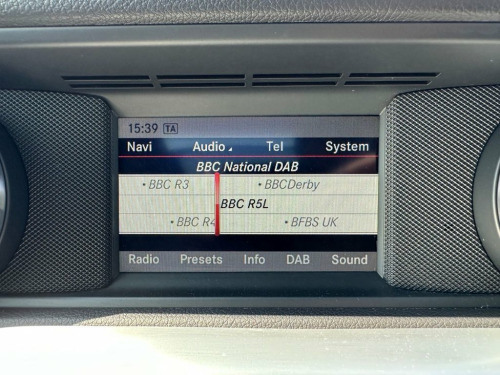 15:39 TA
Navi Audio Tel System
BBC National DAB
• BBC R3 • BBCDerby
BBC R5L
• BBC R4 • BFBS UK
Radio Presets Info DAB Sound